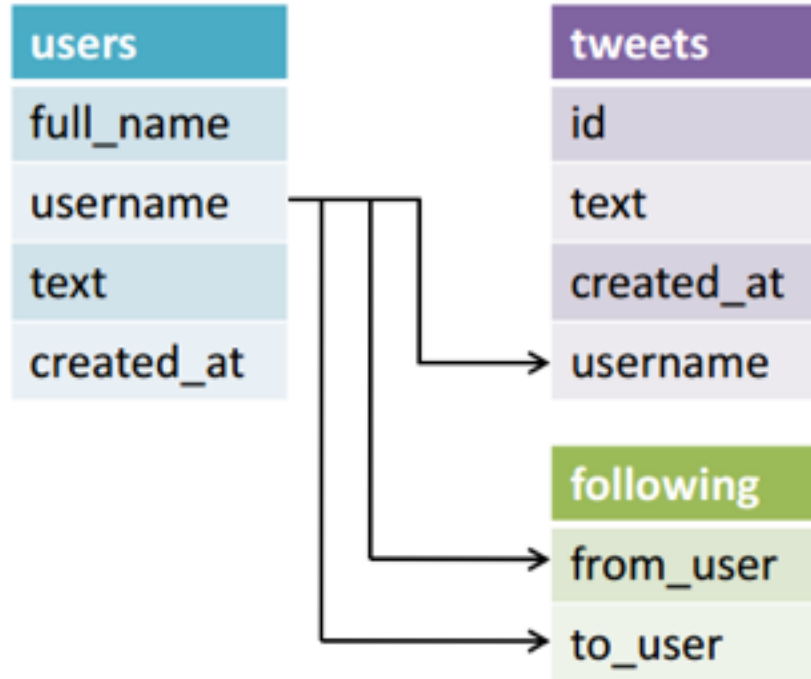 users
full_name
username
text
created_at
tweets
id
text
created_at
username
following
from_user
to_user